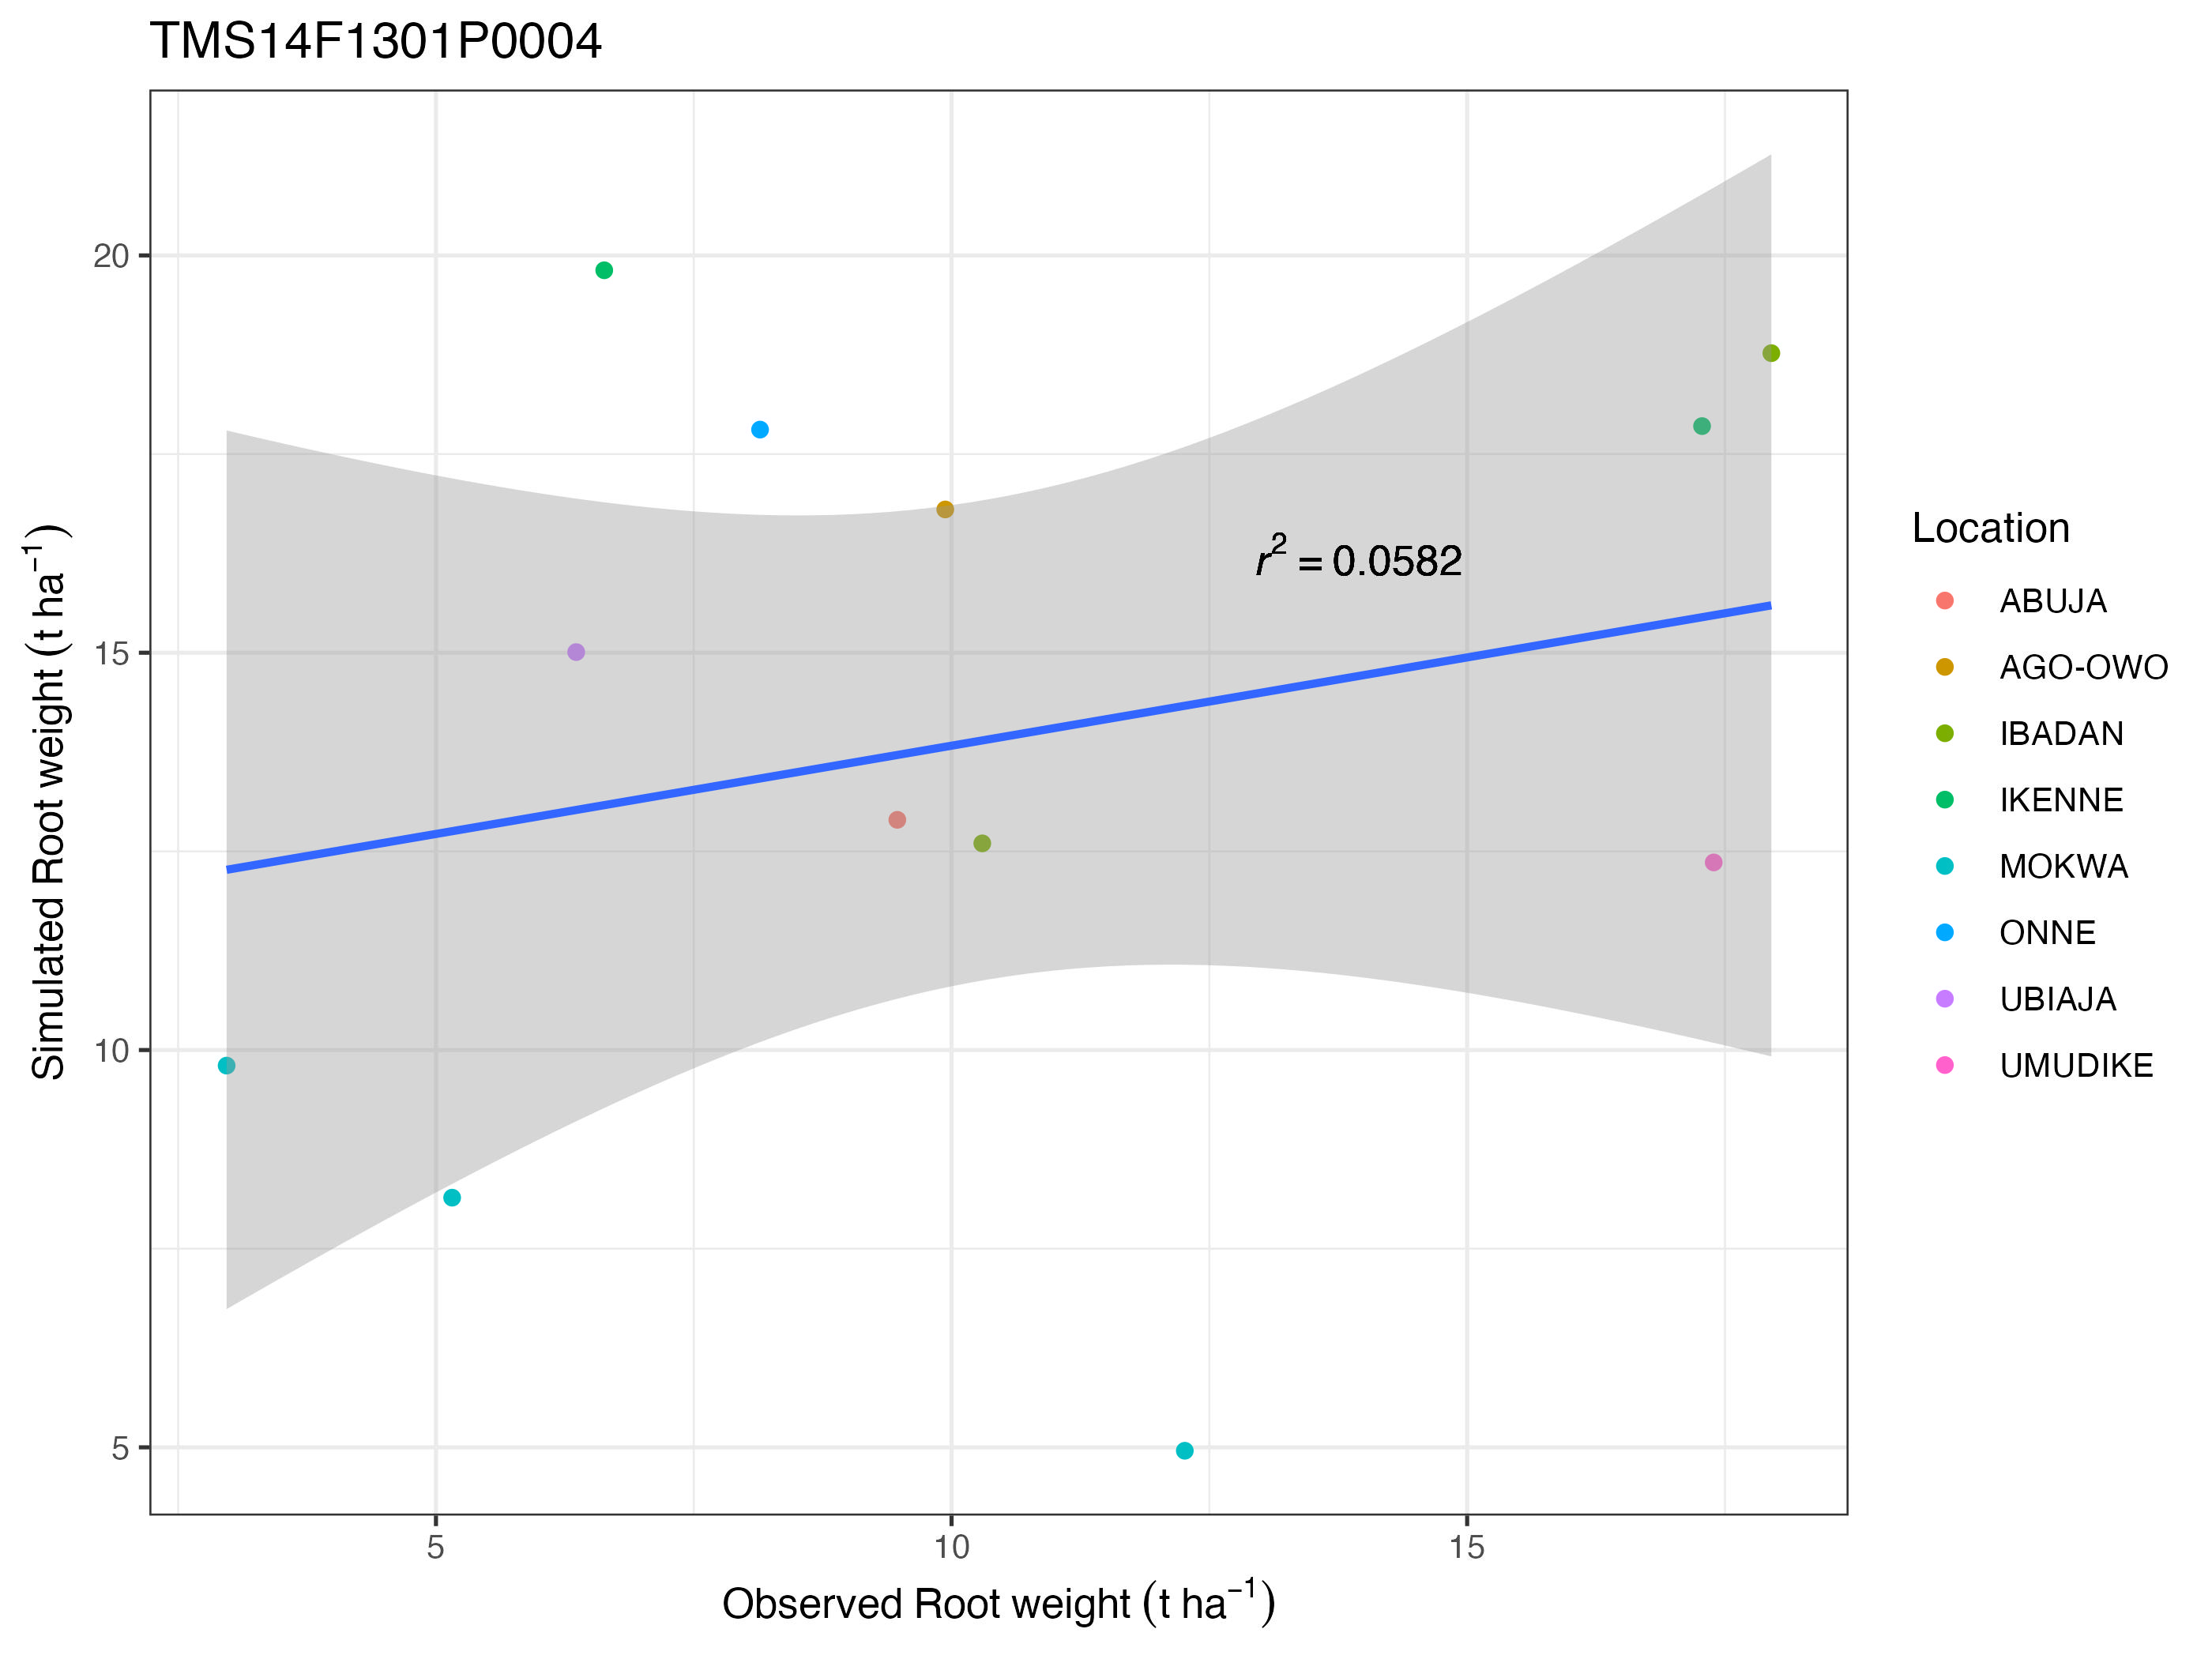 TMS14F1301P0004
20
15
10
5
5
10
15
Simulated Root weight (t ha⁻¹)
Observed Root weight (t ha⁻¹)
r² = 0.0582
Location
ABUJA
AGO-OWO
IBADAN
IKENNE
MOKWA
ONNE
UBIAJA
UMUDIKE